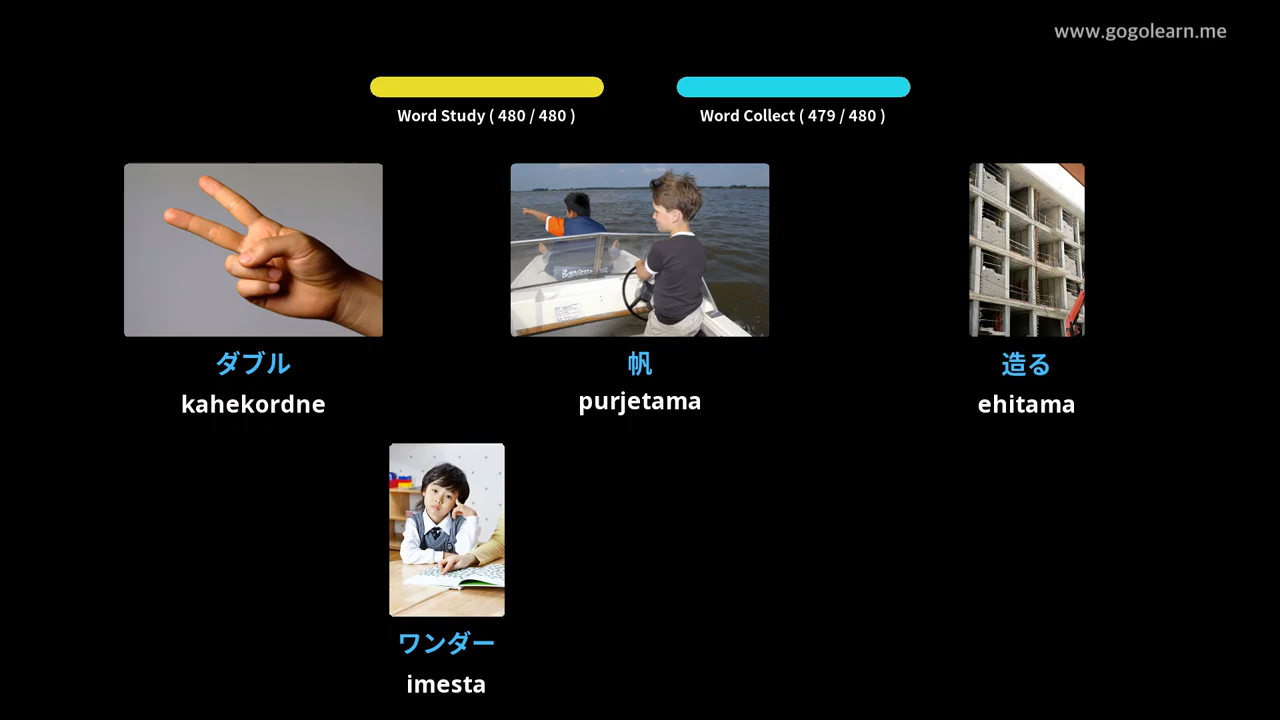 www.gogolearn.me
Word Study ( 480 / 480 )
Word Collect ( 479 / 480 )
ダブル
kahekordne
帆
purjetama
造る
ehitama
ワンダー
imesta